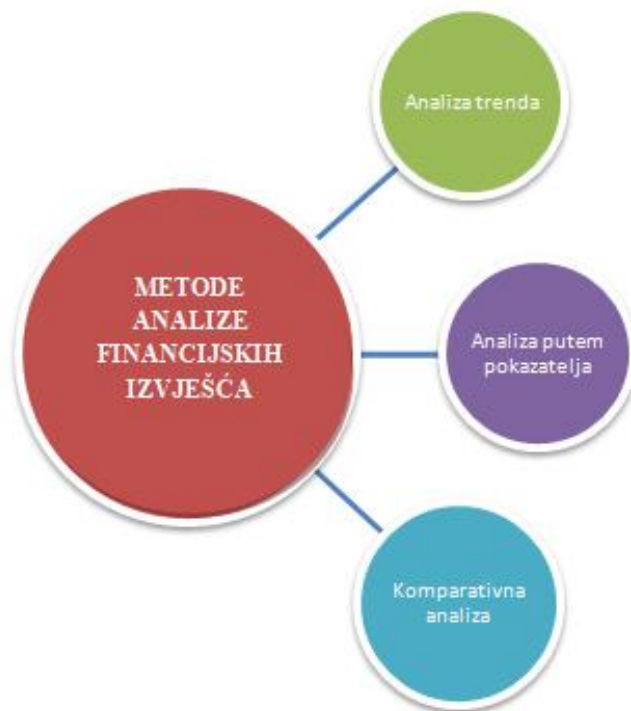 Analiza trenda
METODE
ANALIZE
FINANCIJSKIH
IZVJEŠĆA
Analiza putem
pokazatelja
Komparativna
analiza